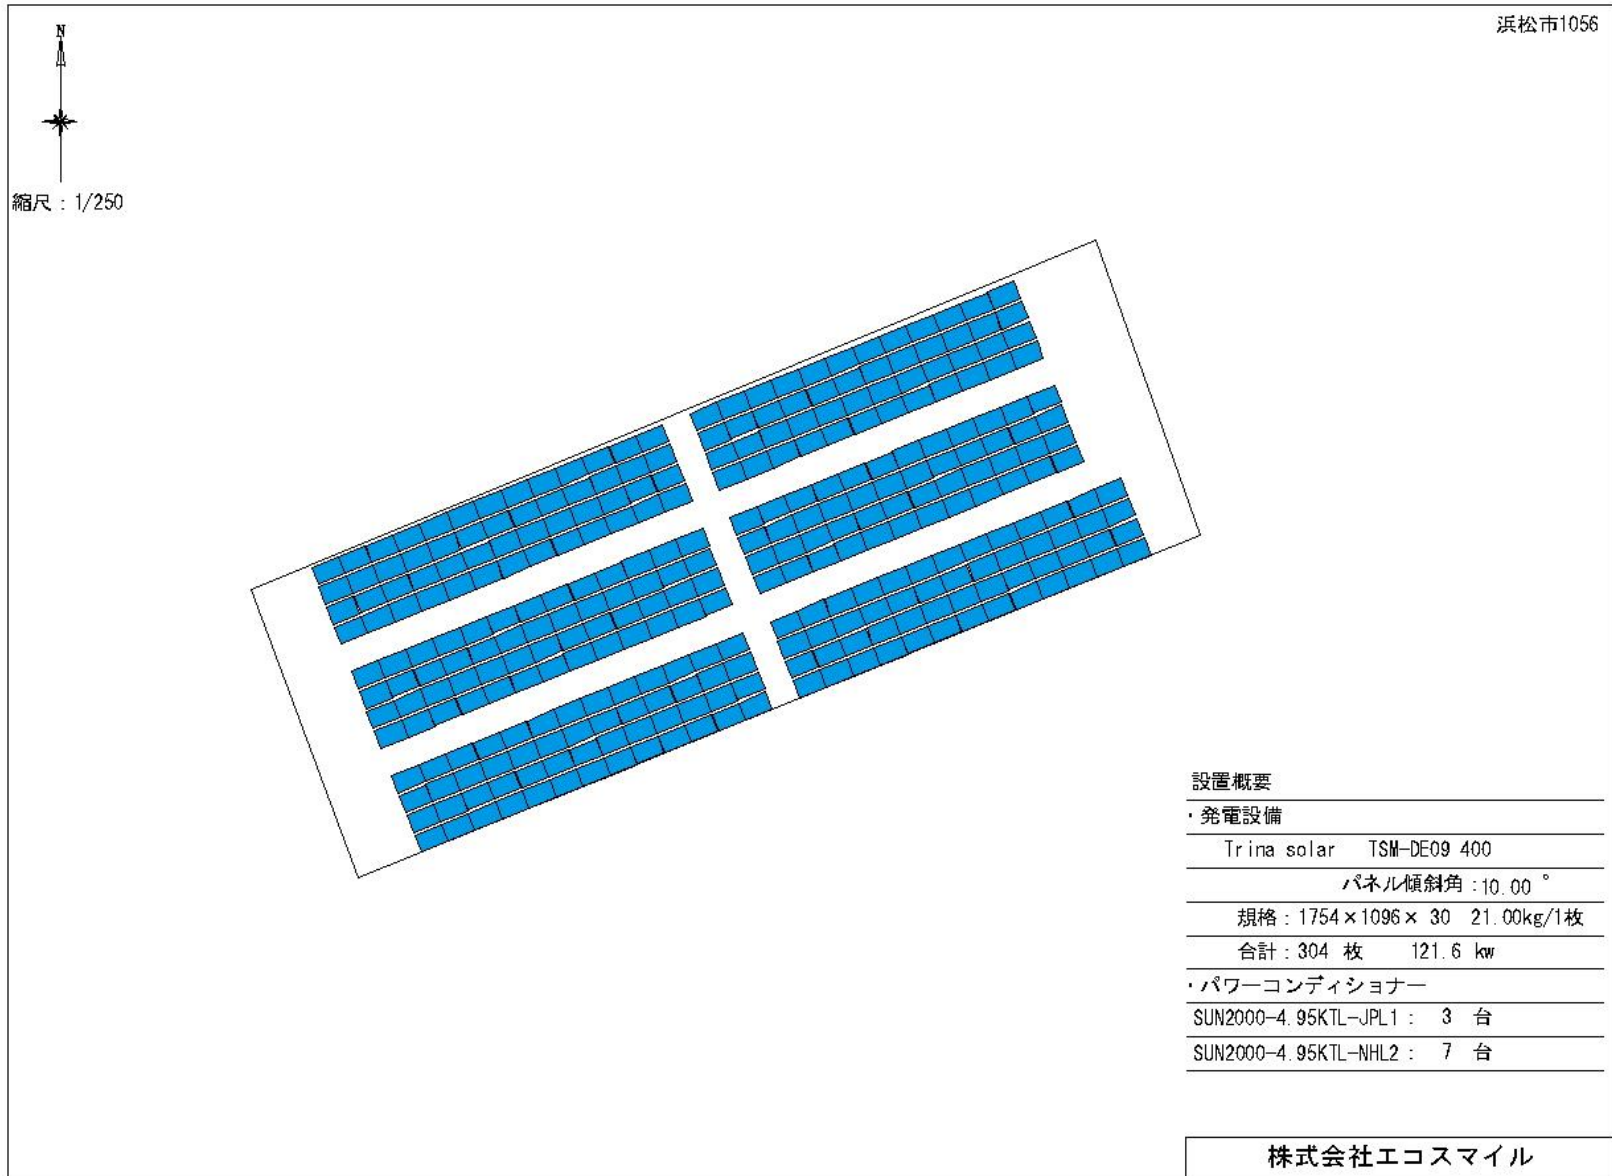 浜松市1056
N
縮尺：1/250
設置概要
・発電設備
Trina solar TSM-DE09 400
パネル傾斜角：10.00°
規格：1754×1096× 30 21.00kg/1枚
合計：304 枚 121.6 kw
・パワーコンディショナー
SUN2000-4.95KTL-JPL1： 3 台
SUN2000-4.95KTL-NHL2： 7 台
株式会社エコスマイル